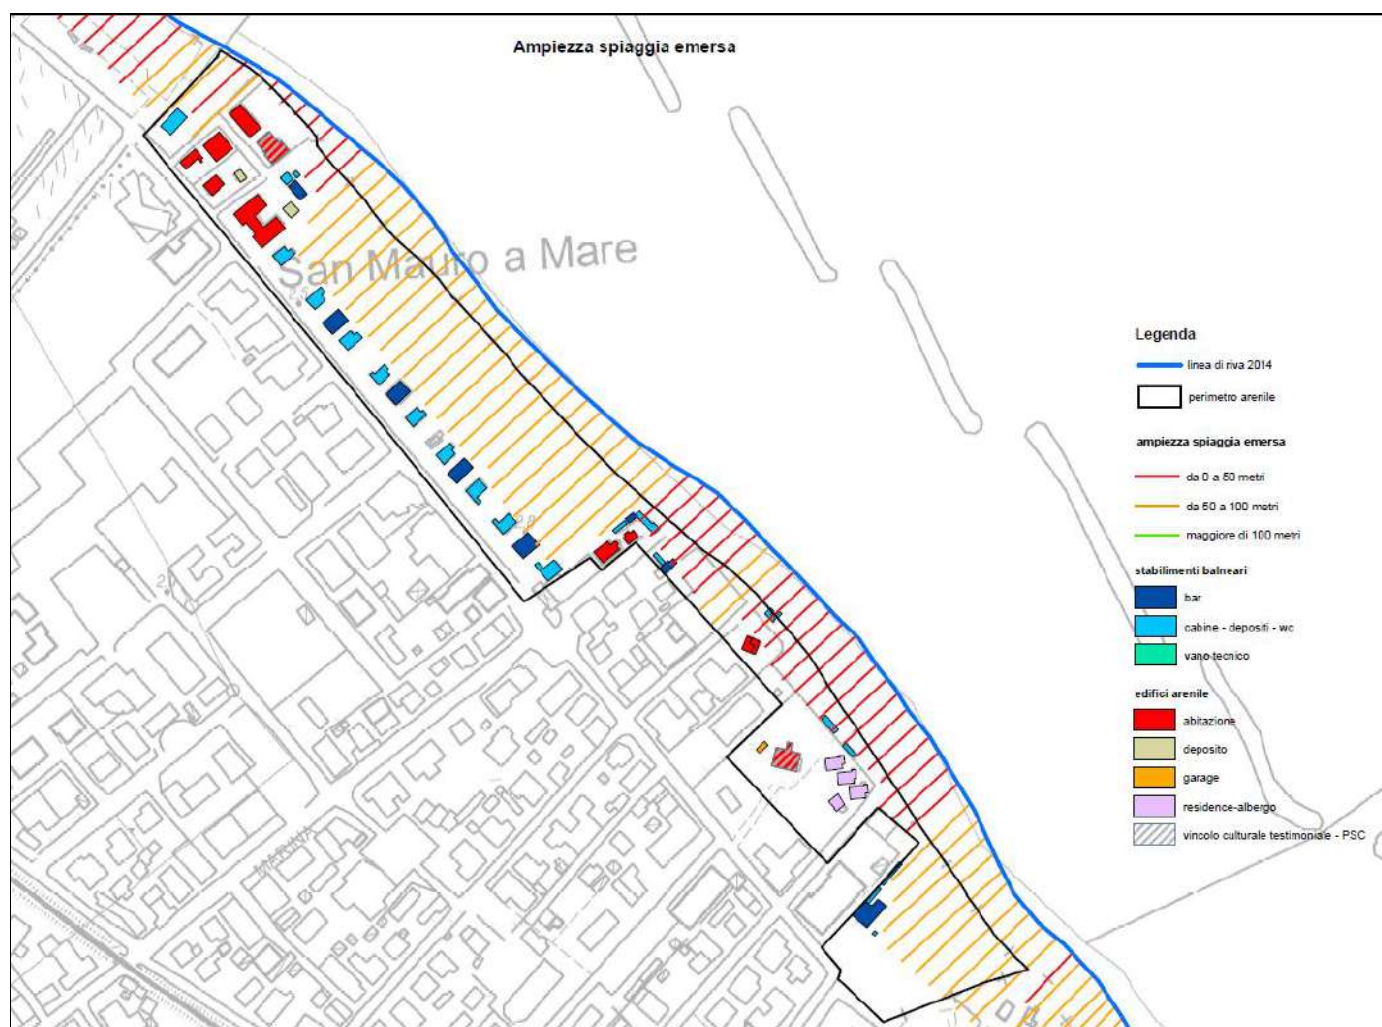 Ampiezza spiaggia emersa
San Mauro a Mare
Legenda
linea di riva 2014
perimetro arenile
ampiezza spiaggia emersa
da 0 a 50 metri
da 50 a 100 metri
maggiore di 100 metri
stabilimenti balneari
bar
cabine - depositi - wc
vano tecnico
edifici arenile
abitazione
deposito
garage
residence-albergo
vincolo culturale testimoniale - PSC
MARINA